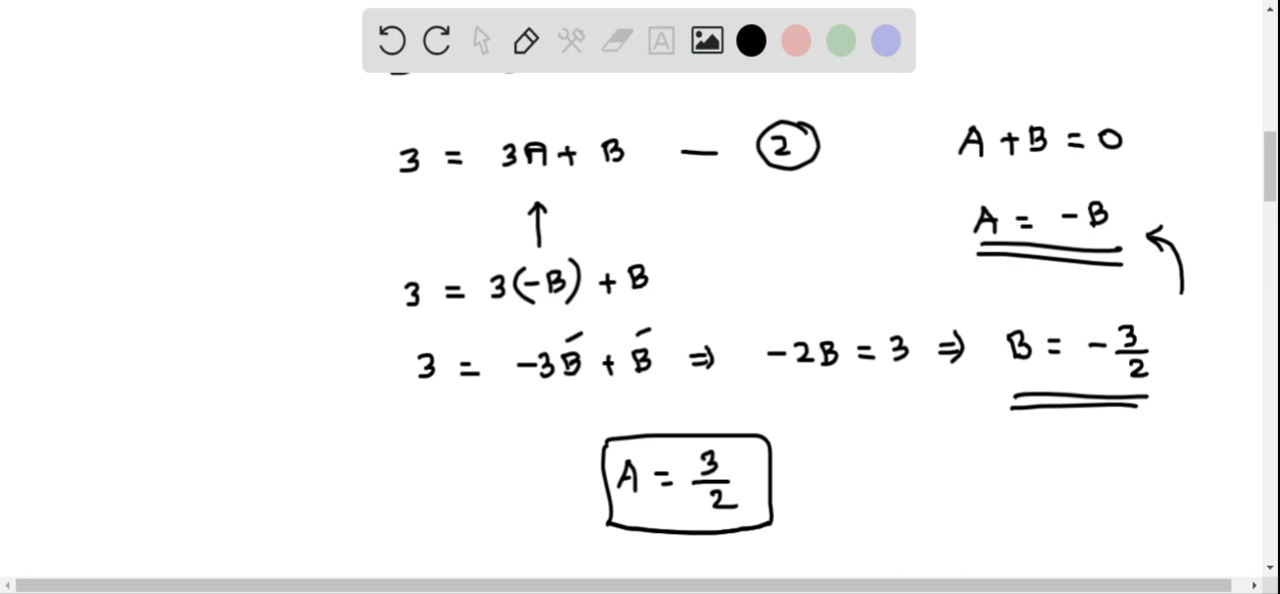 3 = 3A + B — ②
A + B = 0
A = -B
3 = 3(-B) + B
3 = -3B + B ⇒ -2B = 3 ⇒ B = -3/2
A = 3/2